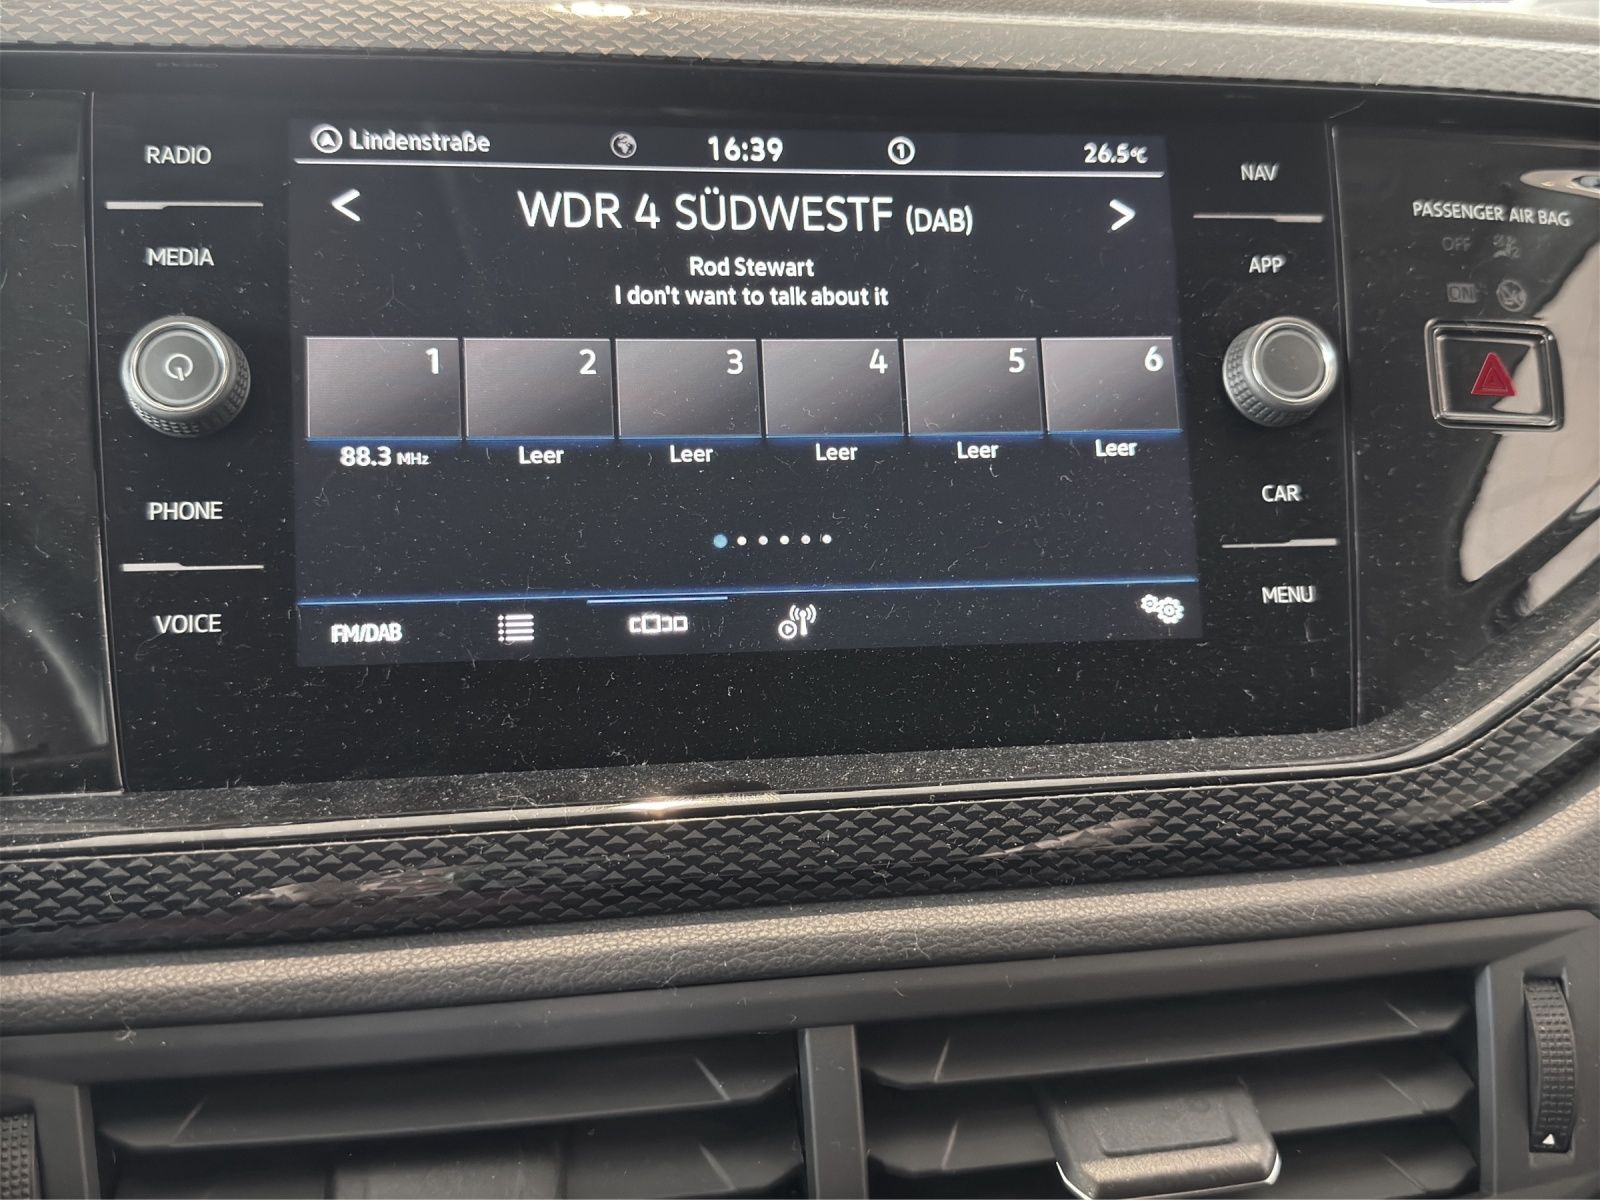 RADIO
MEDIA
PHONE
VOICE
Lindenstraße
16:39
1
26.5°C
WDR 4 SÜDWESTF (DAB)
Rod Stewart
I don't want to talk about it
1 2 3 4 5 6
88.3 MHz Leer Leer Leer Leer Leer
FM/DAB
NAV
APP
CAR
MENU
PASSENGER AIR BAG
OFF
ON